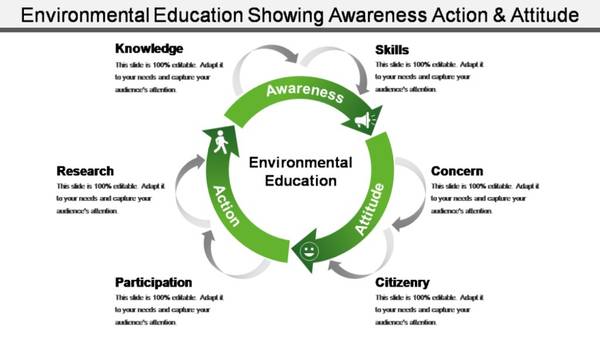 Environmental Education Showing Awareness Action & Attitude
Knowledge
This slide is 100% editable. Adapt it
to your needs and capture your
audience's attention.
Skills
This slide is 100% editable. Adapt it
to your needs and capture your
audience's attention.
Awareness
Environmental
Education
Research
This slide is 100% editable. Adapt it
to your needs and capture your
audience's attention.
Concern
This slide is 100% editable. Adapt it
to your needs and capture your
audience's attention.
Action
Attitude
Participation
This slide is 100% editable. Adapt it
to your needs and capture your
audience's attention.
Citizenry
This slide is 100% editable. Adapt it
to your needs and capture your
audience's attention.